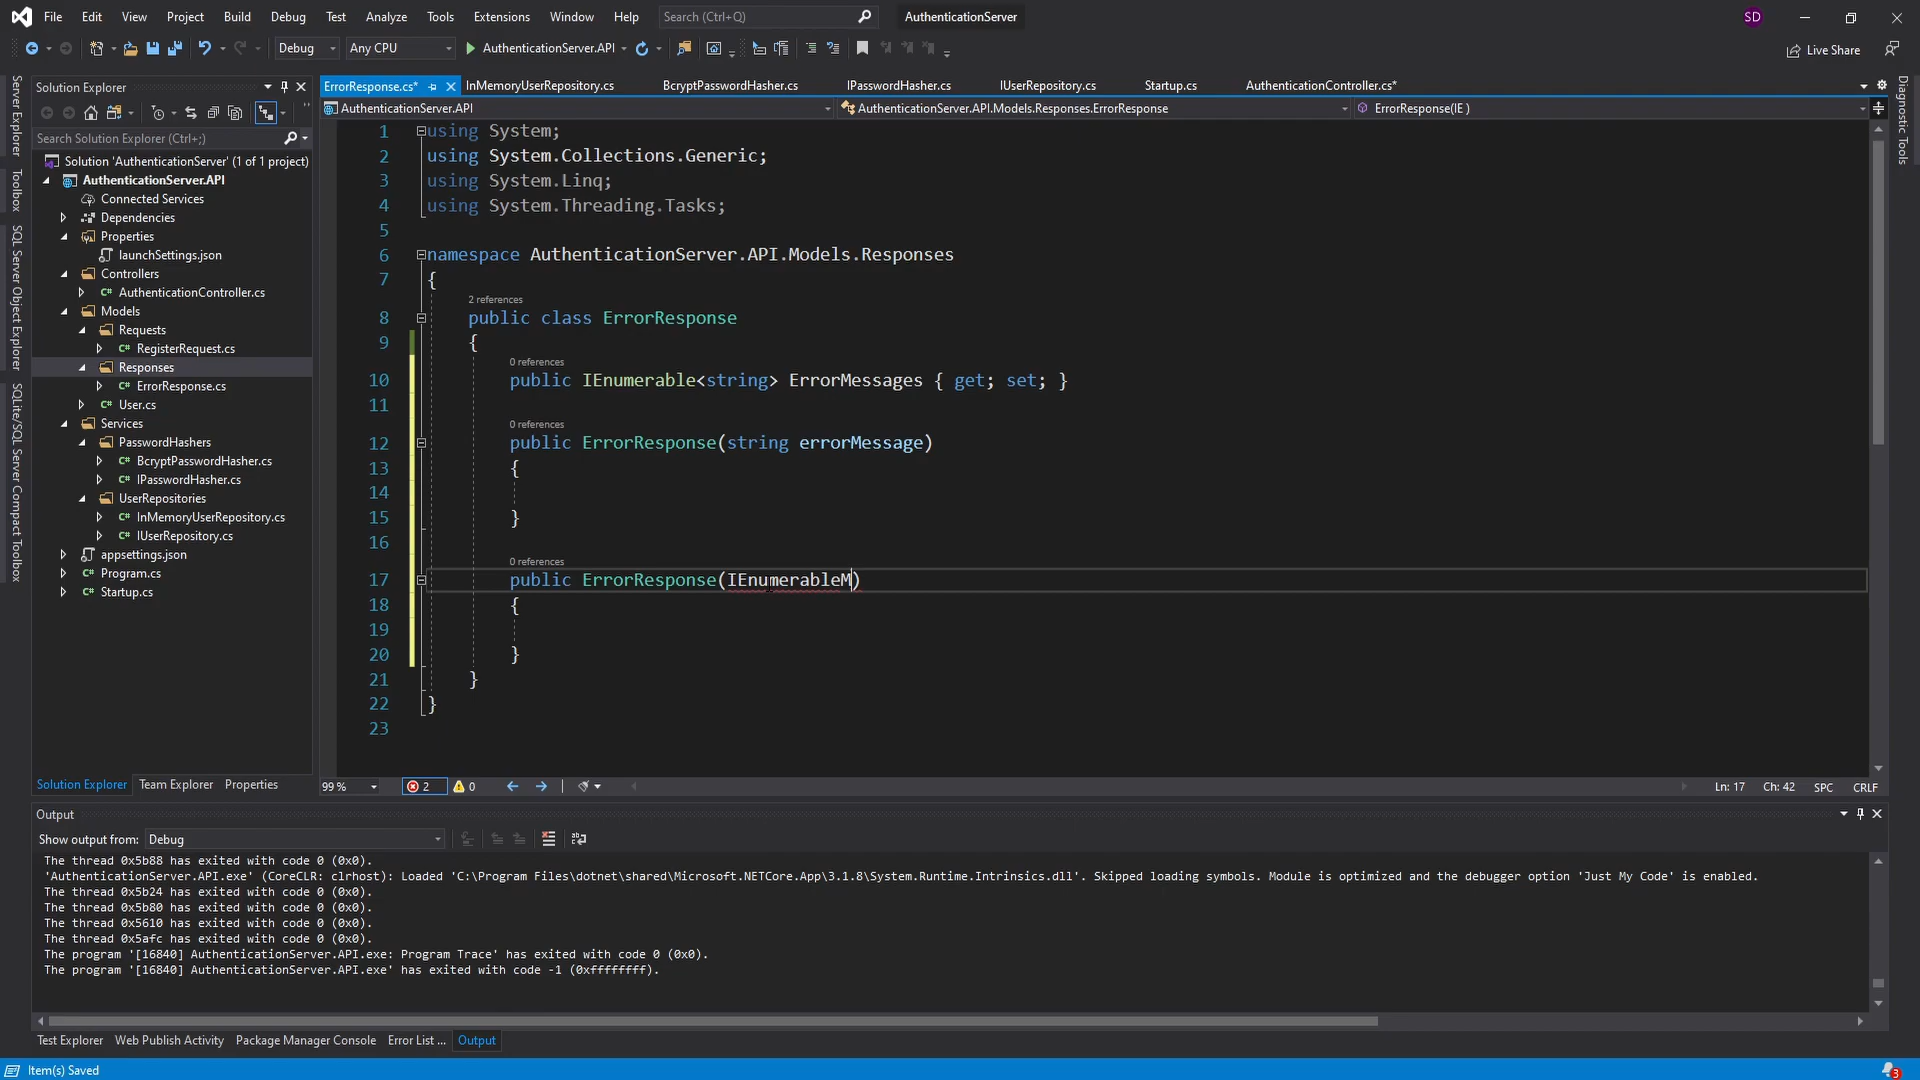 File Edit View Project Build Debug Test Analyze Tools Extensions Window Help Search (Ctrl+Q) AuthenticationServer SD
Debug Any CPU AuthenticationServer.API Live Share
Server Explorer
Toolbox
SQL Server Object Explorer
SQLite/SQL Server Compact Toolbox
Solution Explorer
Search Solution Explorer (Ctrl+;)
Solution 'AuthenticationServer' (1 of 1 project)
AuthenticationServer.API
Connected Services
Dependencies
Properties
launchSettings.json
Controllers
AuthenticationController.cs
Models
Requests
RegisterRequest.cs
Responses
ErrorResponse.cs
User.cs
Services
PasswordHashers
BcryptPasswordHasher.cs
IPasswordHasher.cs
UserRepositories
InMemoryUserRepository.cs
IUserRepository.cs
appsettings.json
Program.cs
Startup.cs
Solution Explorer Team Explorer Properties
ErrorResponse.cs* InMemoryUserRepository.cs BcryptPasswordHasher.cs IPasswordHasher.cs IUserRepository.cs Startup.cs AuthenticationController.cs*
AuthenticationServer.API AuthenticationServer.API.Models.Responses.ErrorResponse ErrorResponse(IE )
Diagnostic Tools
1 using System;
2 using System.Collections.Generic;
3 using System.Linq;
4 using System.Threading.Tasks;
5
6 namespace AuthenticationServer.API.Models.Responses
7 {
2 references
8 public class ErrorResponse
9 {
0 references
10 public IEnumerable<string> ErrorMessages { get; set; }
11
0 references
12 public ErrorResponse(string errorMessage)
13 {
14
15 }
16
0 references
17 public ErrorResponse(IEnumerableM)
18 {
19
20 }
21 }
22 }
23
99 % 2 0 Ln: 17 Ch: 42 SPC CRLF
Output
Show output from: Debug
The thread 0x5b88 has exited with code 0 (0x0).
'AuthenticationServer.API.exe' (CoreCLR: clrhost): Loaded 'C:\Program Files\dotnet\shared\Microsoft.NETCore.App\3.1.8\System.Runtime.Intrinsics.dll'. Skipped loading symbols. Module is optimized and the debugger option 'Just My Code' is enabled.
The thread 0x5b24 has exited with code 0 (0x0).
The thread 0x5b80 has exited with code 0 (0x0).
The thread 0x5610 has exited with code 0 (0x0).
The thread 0x5afc has exited with code 0 (0x0).
The program '[16840] AuthenticationServer.API.exe: Program Trace' has exited with code 0 (0x0).
The program '[16840] AuthenticationServer.API.exe' has exited with code -1 (0xffffffff).
Test Explorer Web Publish Activity Package Manager Console Error List ... Output
Item(s) Saved 3